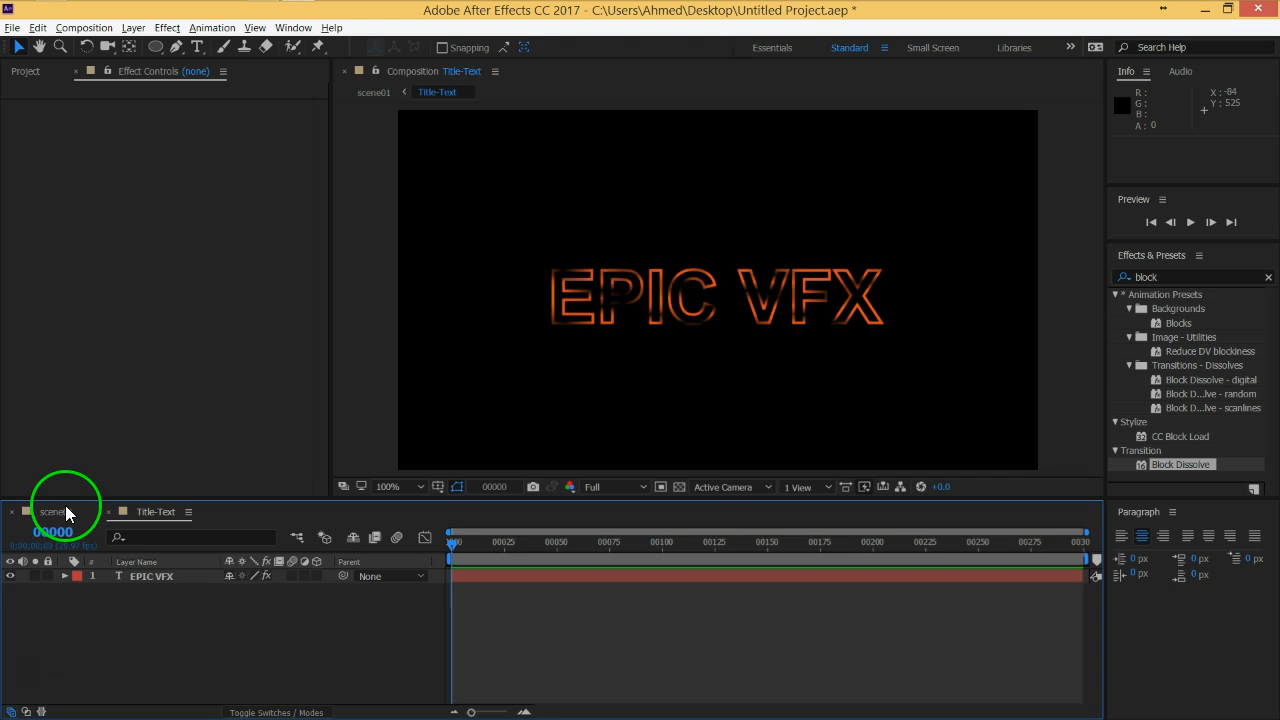 Adobe After Effects CC 2017 - C:\Users\Ahmed\Desktop\Untitled Project.aep *
File Edit Composition Layer Effect Animation View Window Help
Snapping
Essentials Standard Small Screen Libraries
Search Help
Project
Effect Controls (none)
Composition Title-Text
Info Audio
scene01 Title-Text
R :
G :
B :
A : 0
X : -84
Y : 525
EPIC VFX
Preview
Effects & Presets
block
* Animation Presets
Backgrounds
Blocks
Image - Utilities
Reduce DV blockiness
Transitions - Dissolves
Block Dissolve - digital
Block D...lve - random
Block D...lve - scanlines
Stylize
CC Block Load
Transition
Block Dissolve
100% 00000 Full Active Camera 1 View +0.0
Title-Text
00000
Paragraph
00025 00050 00075 00100 00125 00150 00175 00200 00225 00250 00275 0030
# Layer Name Parent
1 T EPIC VFX None
0 px 0 px 0 px
0 px 0 px
Toggle Switches / Modes